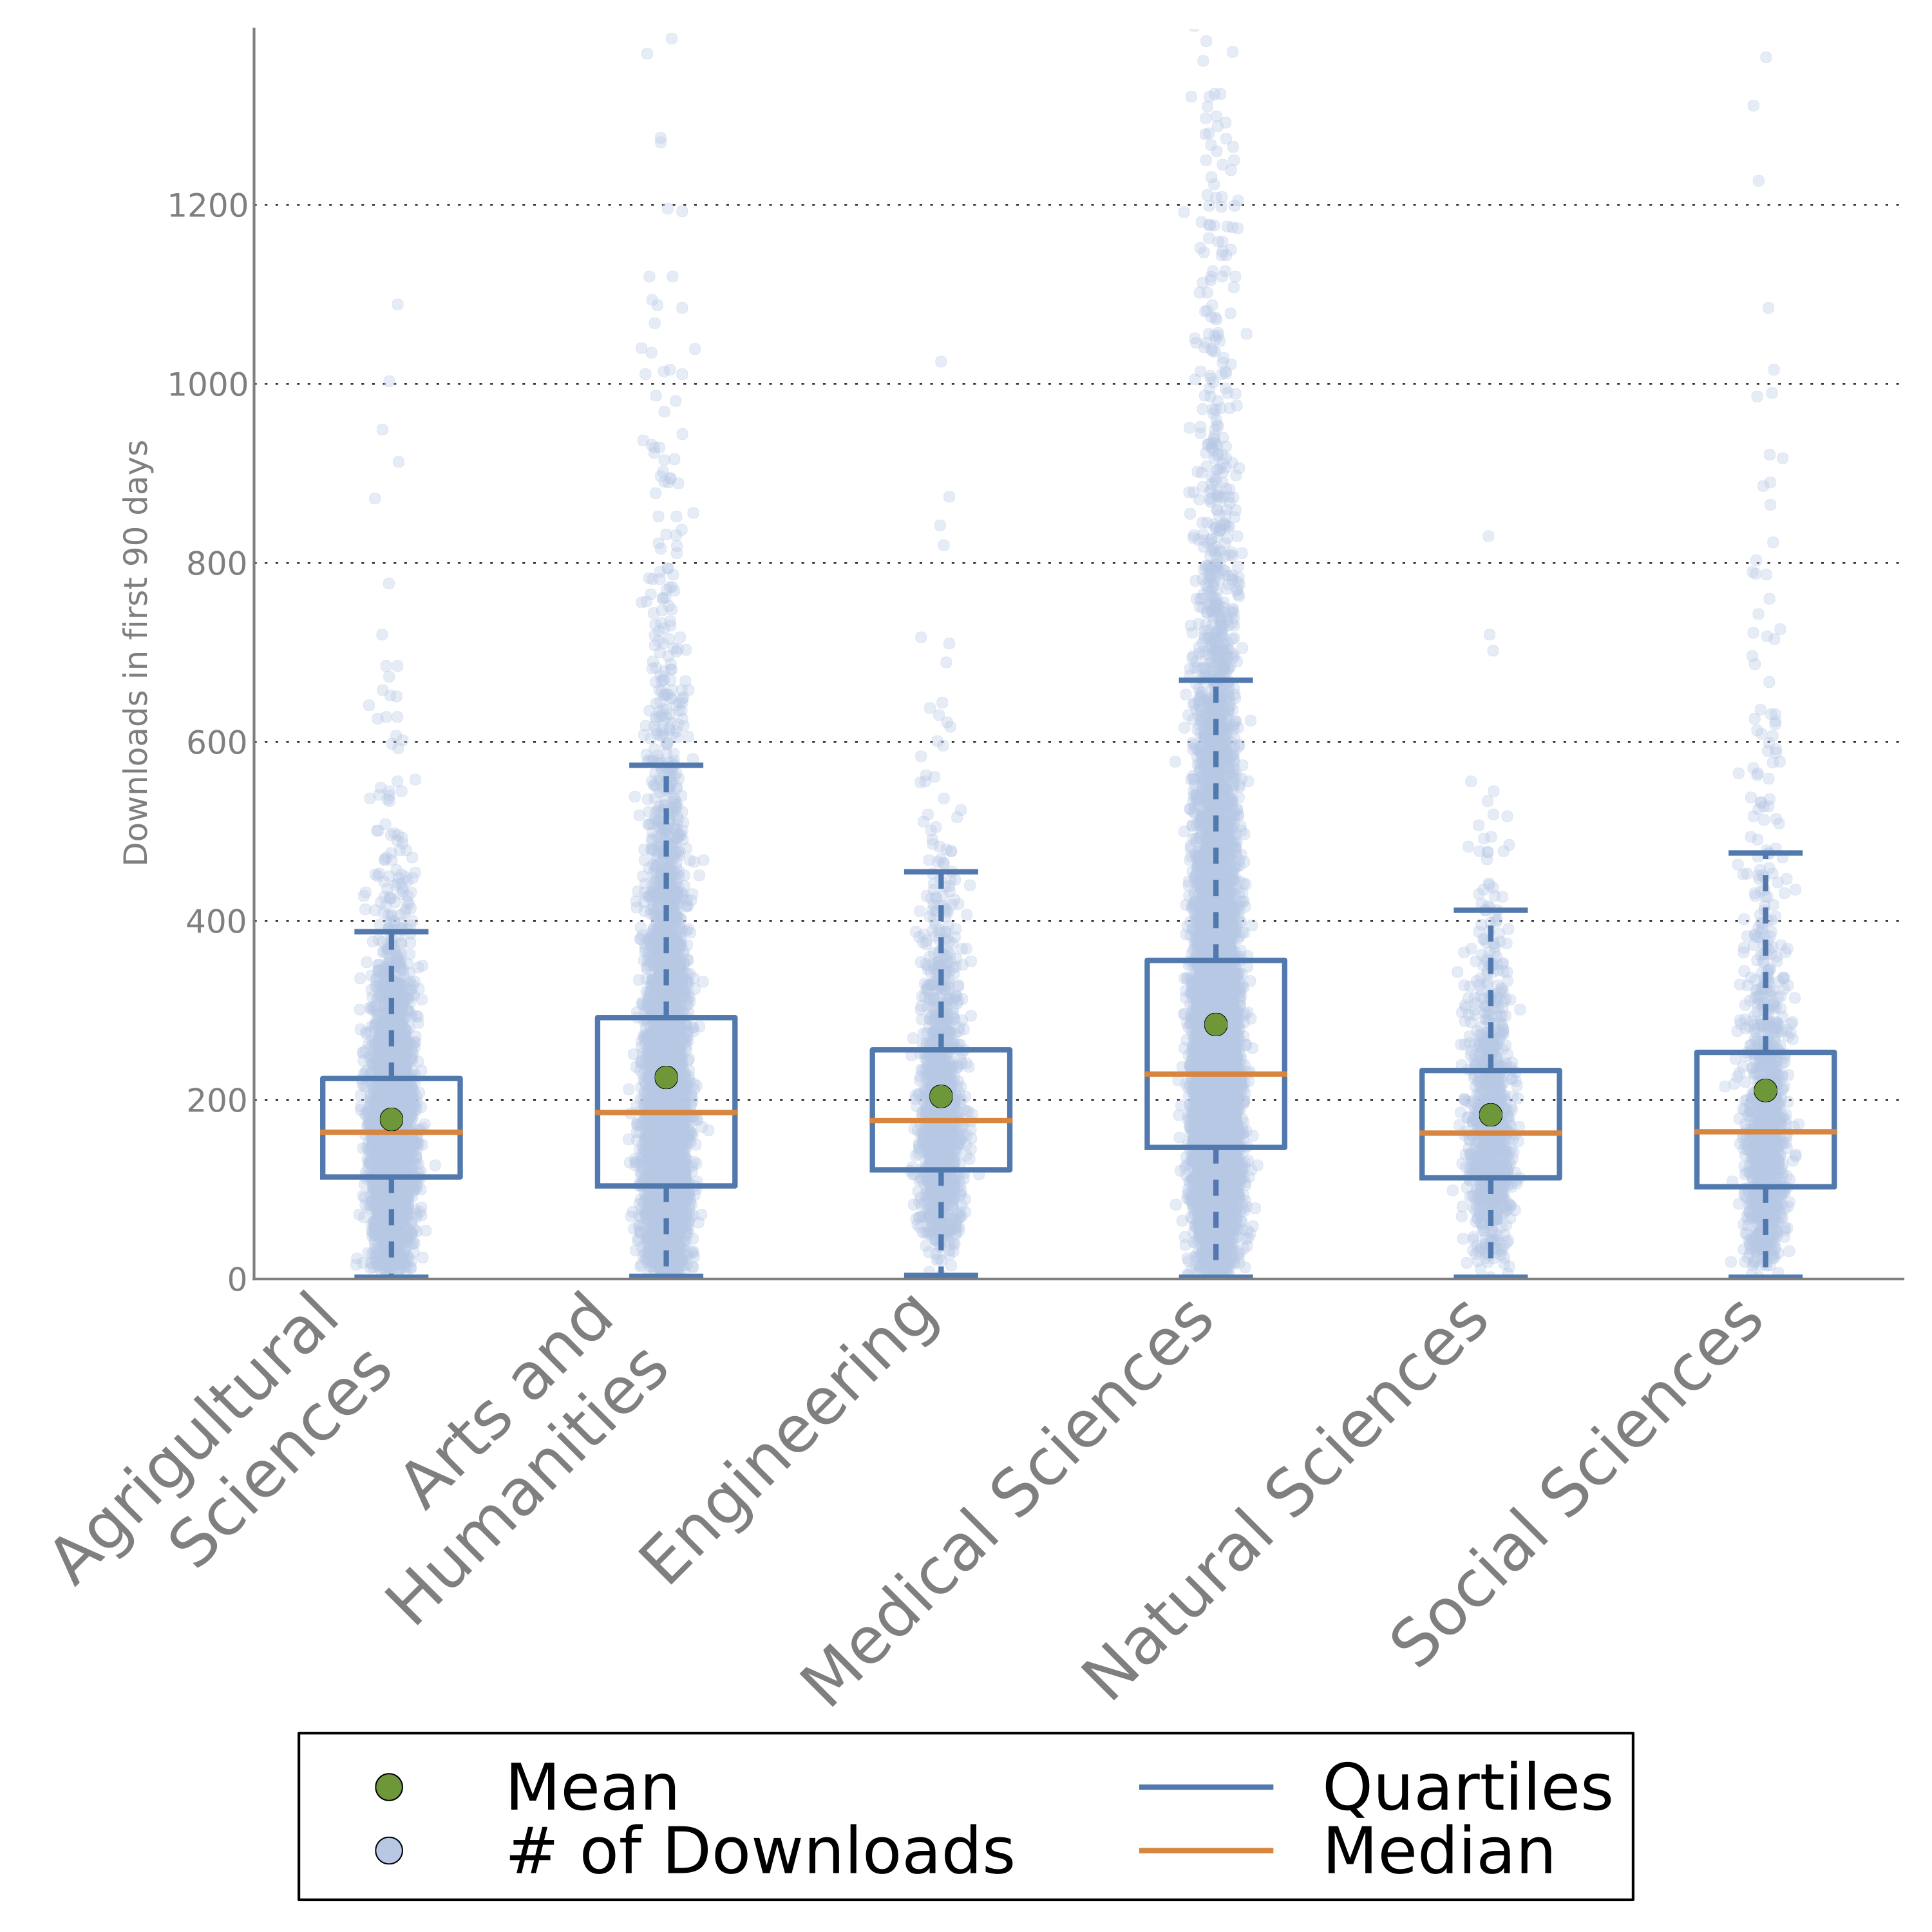 Downloads in first 90 days
1200
1000
800
600
400
200
0
Agrigultural
Sciences
Arts and
Humanities
Engineering
Medical Sciences
Natural Sciences
Social Sciences
Mean
# of Downloads
Quartiles
Median